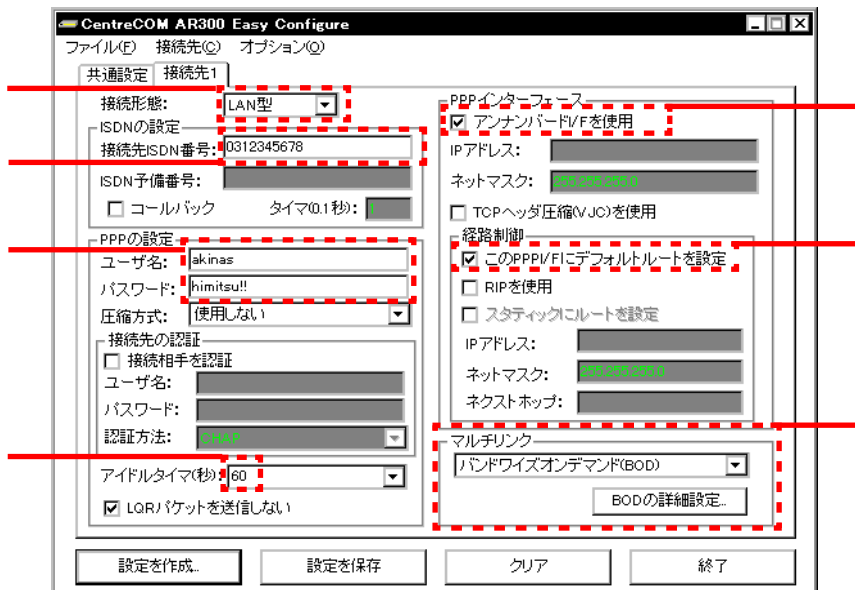 CentreCOM AR300 Easy Configure
ファイル(F) 接続先(C) オプション(O)
共通設定 接続先1
接続形態: LAN型
ISDNの設定
接続先ISDN番号: 0312345678
ISDN予備番号:
コールバック タイマ(0.1秒): 1
PPPの設定
ユーザ名: akinas
パスワード: himitsu!!
圧縮方式: 使用しない
接続先の認証
接続相手を認証
ユーザ名:
パスワード:
認証方法: CHAP
アイドルタイマ(秒): 60
LQRパケットを送信しない
PPPインターフェース
アンナンバードI/Fを使用
IPアドレス:
ネットマスク: 255.255.255.0
TCPヘッダ圧縮(VJC)を使用
経路制御
このPPPI/Fにデフォルトルートを設定
RIPを使用
スタティックにルートを設定
IPアドレス:
ネットマスク: 255.255.255.0
ネクストホップ:
マルチリンク
バンドワイズオンデマンド(BOD)
BODの詳細設定...
設定を作成... 設定を保存 クリア 終了